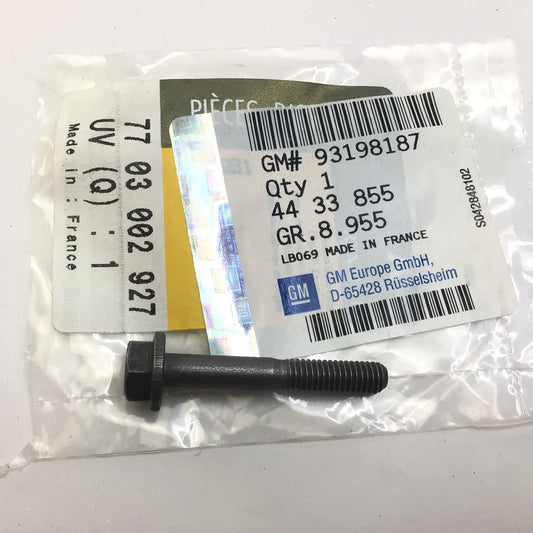 PIÈCES
77 03 002 927
UV (Q) : 1
Made in : France
GM# 93198187
Qty 1
44 33 855
GR.8.955
LB069 MADE IN FRANCE
GM
GM Europe GmbH,
D-65428 Rüsselsheim
S042848102